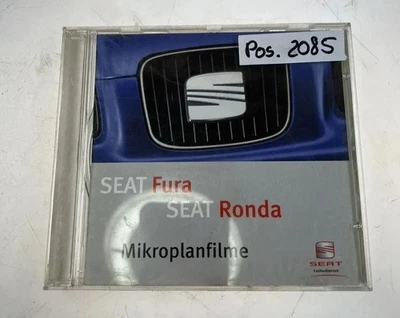 Pos. 2085
SEAT Fura
SEAT Ronda
Mikroplanfilme
SEAT